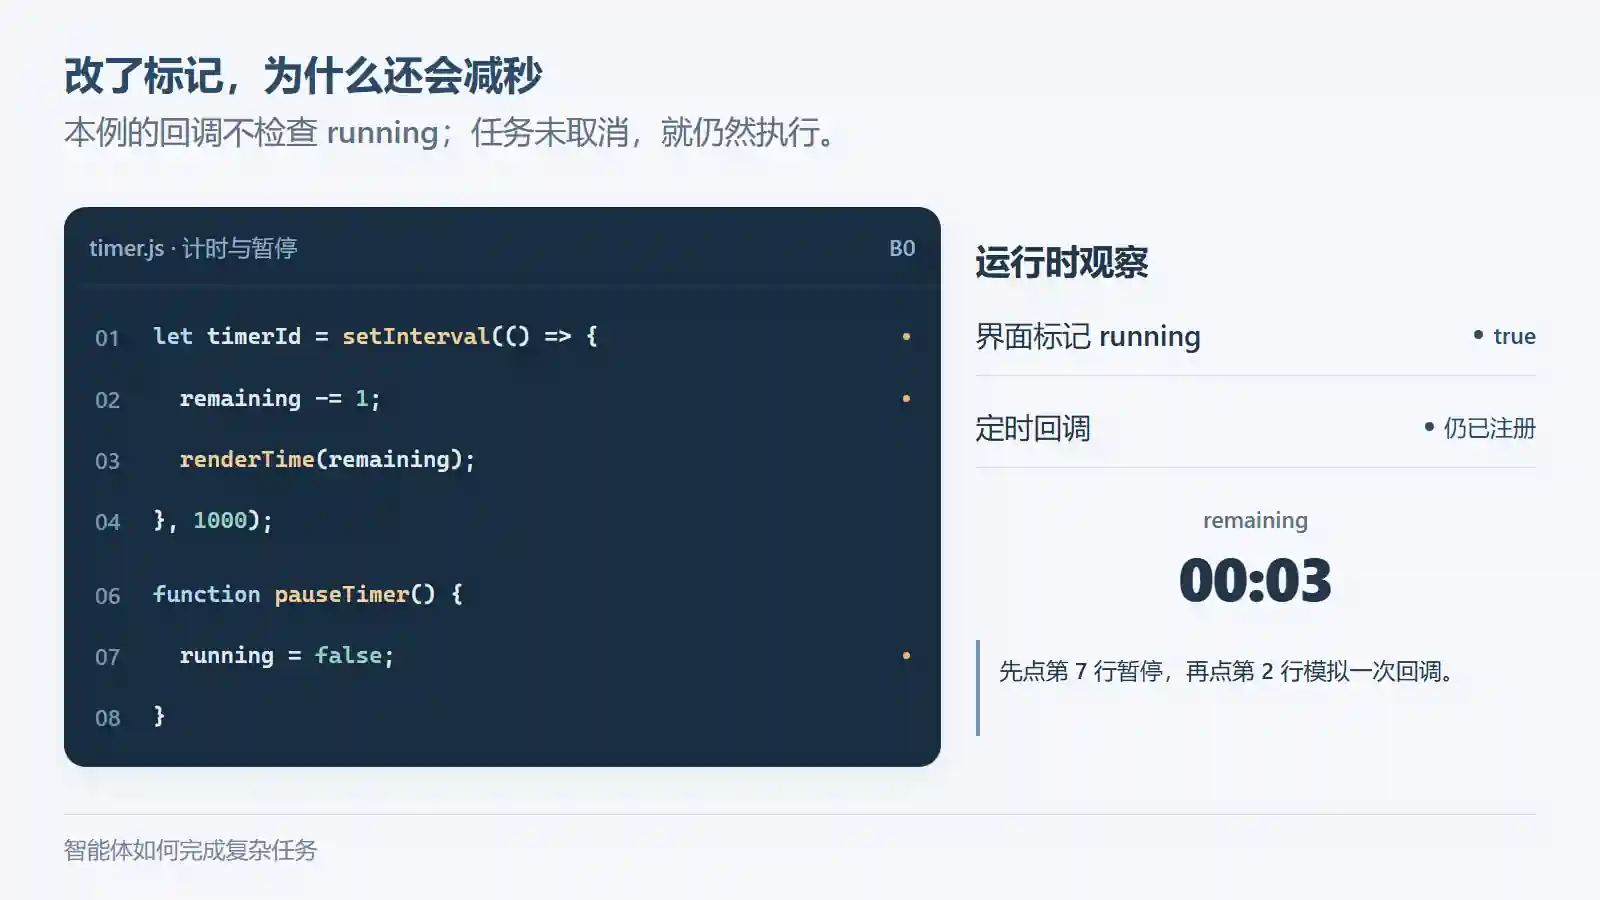 改了标记，为什么还会减秒
本例的回调不检查 running；任务未取消，就仍然执行。
timer.js · 计时与暂停
B0
01 let timerId = setInterval(() => {
02 remaining -= 1;
03 renderTime(remaining);
04 }, 1000);
06 function pauseTimer() {
07 running = false;
08 }
运行时观察
界面标记 running
• true
定时回调
• 仍已注册
remaining
00:03
先点第 7 行暂停，再点第 2 行模拟一次回调。
智能体如何完成复杂任务